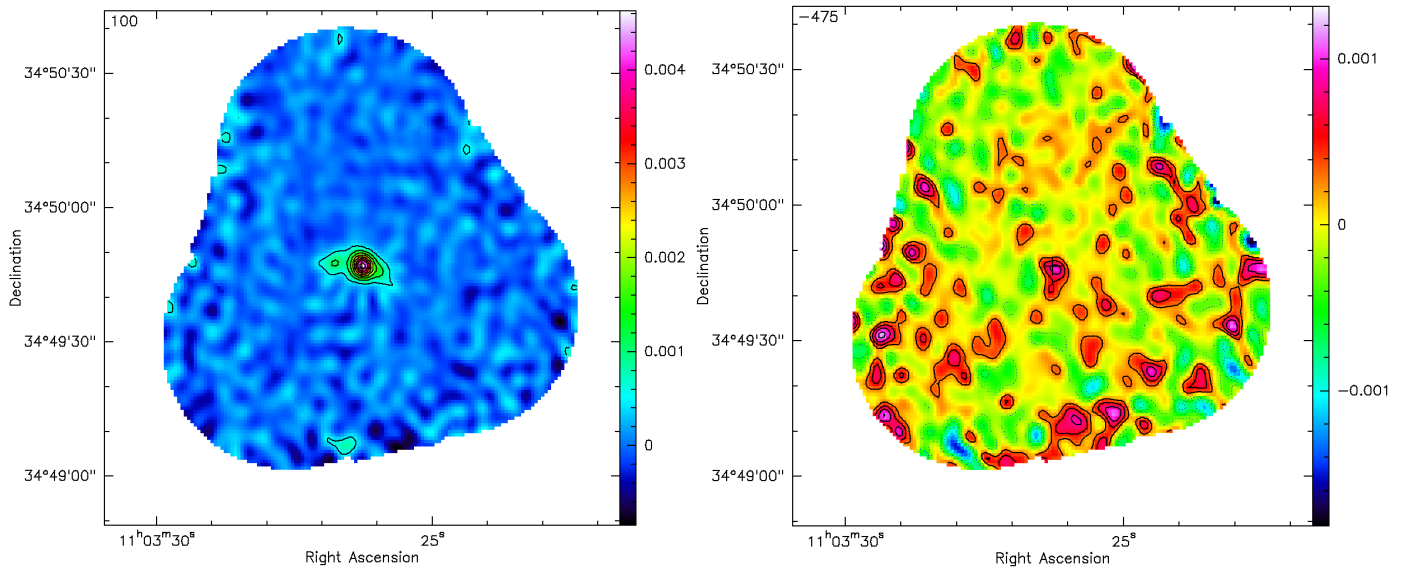 100
34°50'30"
34°50'00"
34°49'30"
34°49'00"
Declination
11ʰ03ᵐ30ˢ
25ˢ
Right Ascension
0.004
0.003
0.002
0.001
0
-475
34°50'30"
34°50'00"
34°49'30"
34°49'00"
Declination
11ʰ03ᵐ30ˢ
25ˢ
Right Ascension
0.001
0
−0.001